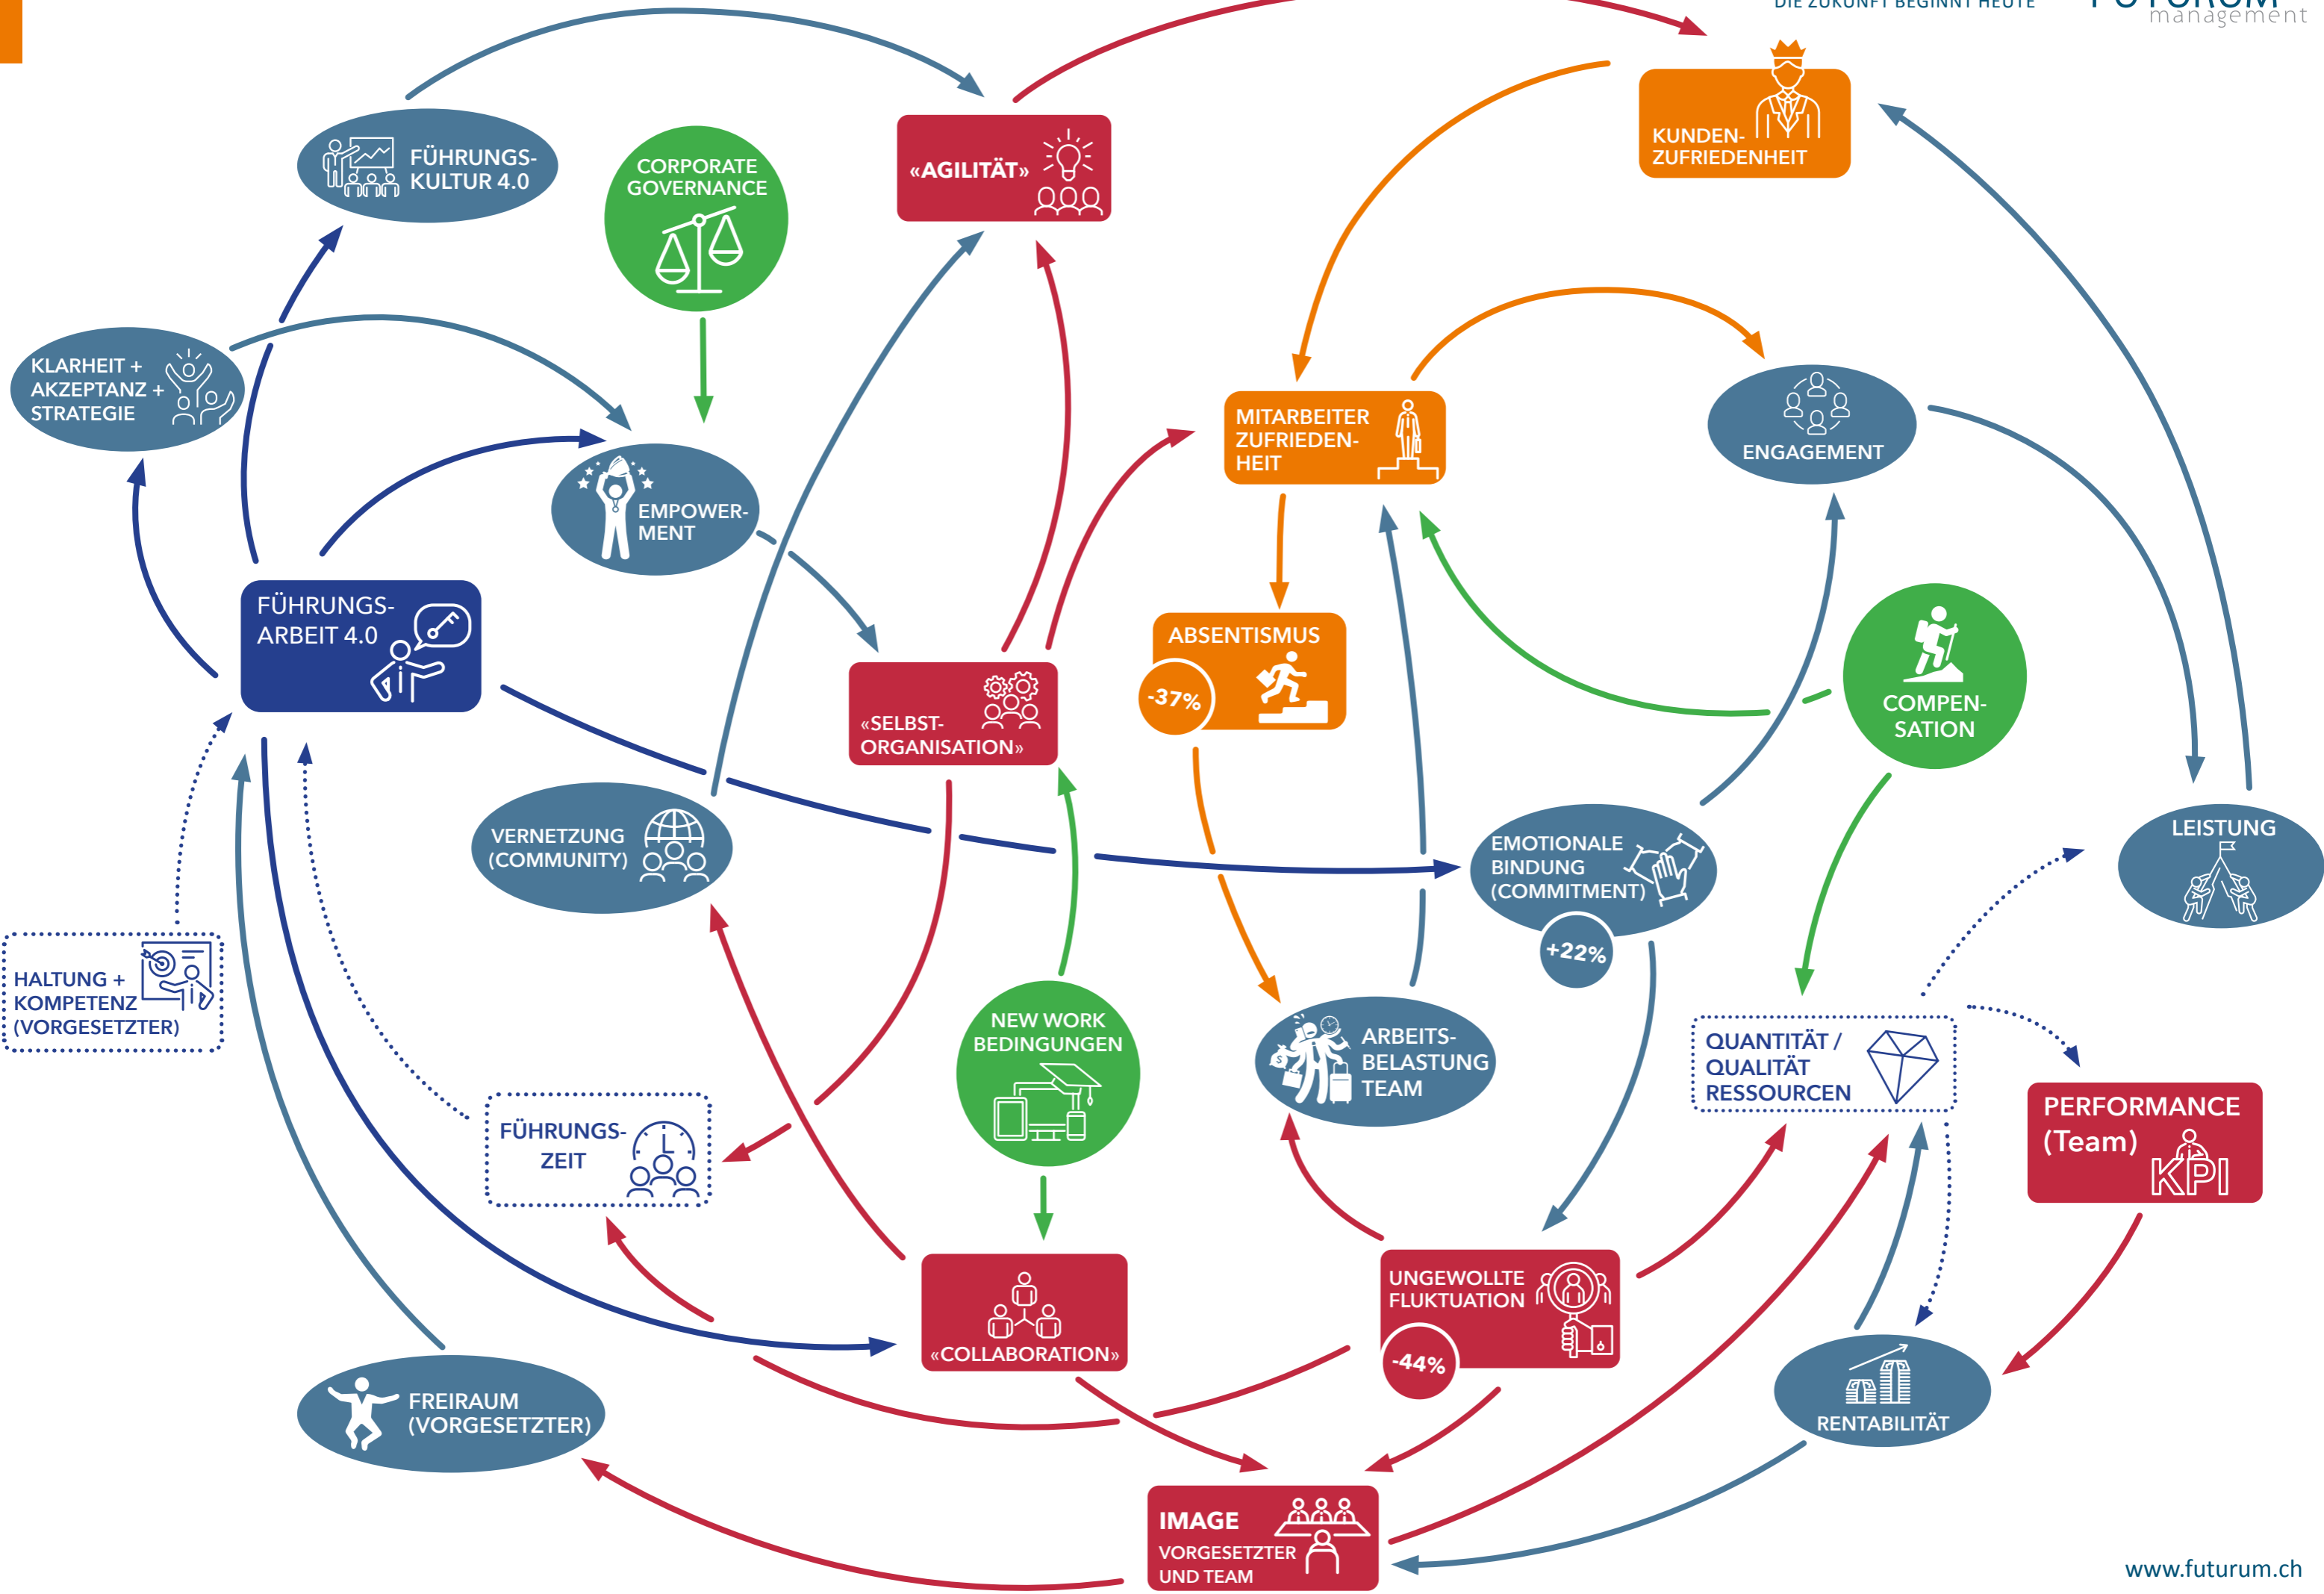 DIE ZUKUNFT BEGINNT HEUTE
FUTURUM
management
FÜHRUNGS-
KULTUR 4.0
CORPORATE
GOVERNANCE
«AGILITÄT»
KUNDEN-
ZUFRIEDENHEIT
KLARHEIT +
AKZEPTANZ +
STRATEGIE
MITARBEITER
ZUFRIEDEN-
HEIT
ENGAGEMENT
EMPOWER-
MENT
FÜHRUNGS-
ARBEIT 4.0
ABSENTISMUS
-37%
«SELBST-
ORGANISATION»
COMPEN-
SATION
VERNETZUNG
(COMMUNITY)
EMOTIONALE
BINDUNG
(COMMITMENT)
+22%
LEISTUNG
HALTUNG +
KOMPETENZ
(VORGESETZTER)
NEW WORK
BEDINGUNGEN
ARBEITS-
BELASTUNG
TEAM
$
QUANTITÄT /
QUALITÄT
RESSOURCEN
FÜHRUNGS-
ZEIT
PERFORMANCE
(Team)
KPI
UNGEWOLLTE
FLUKTUATION
-44%
«COLLABORATION»
FREIRAUM
(VORGESETZTER)
RENTABILITÄT
IMAGE
VORGESETZTER
UND TEAM
www.futurum.ch